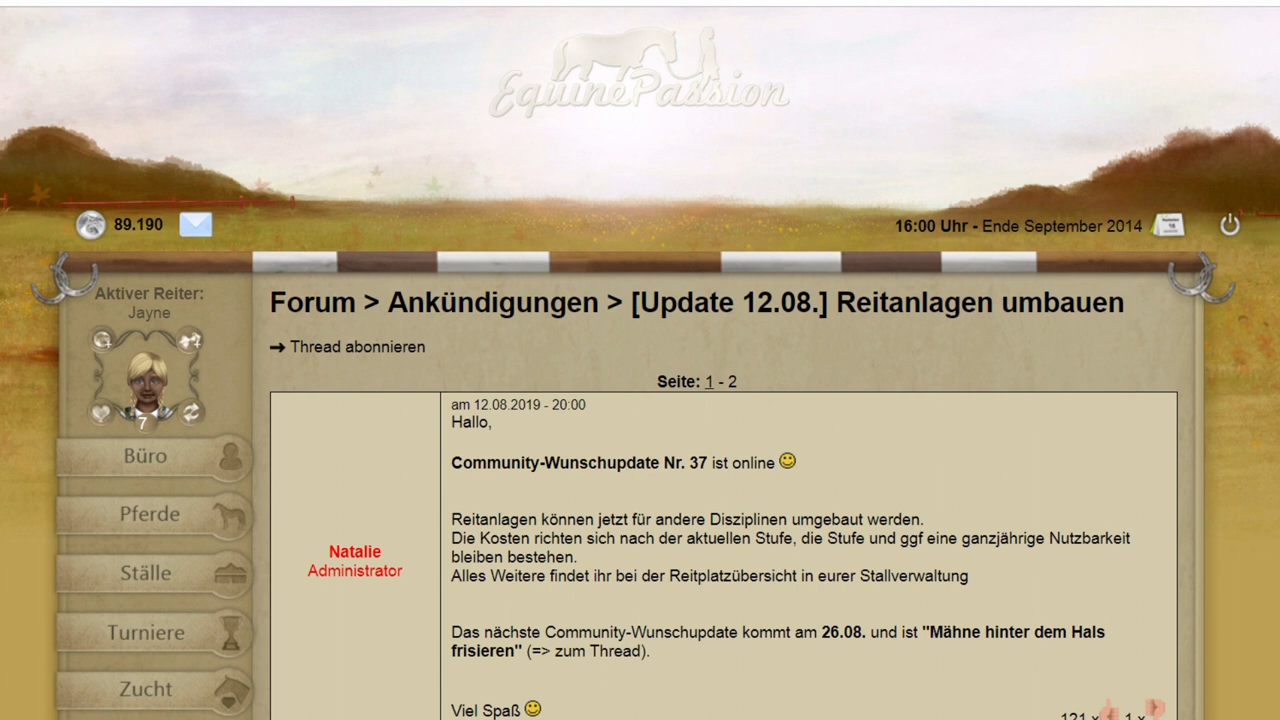 EquinePassion
89.190
16:00 Uhr - Ende September 2014
Aktiver Reiter:
Jayne
7
Büro
Pferde
Ställe
Turniere
Zucht
Forum > Ankündigungen > [Update 12.08.] Reitanlagen umbauen
➞ Thread abonnieren
Seite: 1 - 2
Natalie
Administrator
am 12.08.2019 - 20:00
Hallo,
Community-Wunschupdate Nr. 37 ist online
Reitanlagen können jetzt für andere Disziplinen umgebaut werden.
Die Kosten richten sich nach der aktuellen Stufe, die Stufe und ggf eine ganzjährige Nutzbarkeit
bleiben bestehen.
Alles Weitere findet ihr bei der Reitplatzübersicht in eurer Stallverwaltung
Das nächste Community-Wunschupdate kommt am 26.08. und ist "Mähne hinter dem Hals
frisieren" (=> zum Thread).
Viel Spaß
121 x 1 x